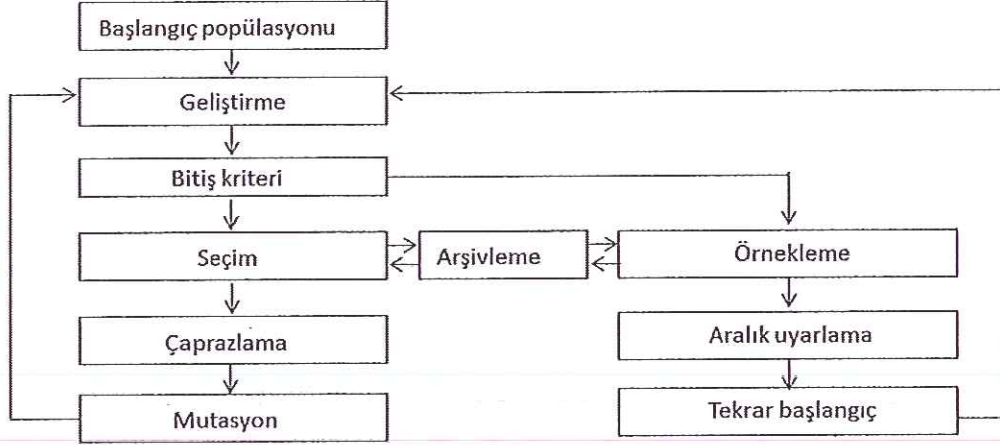 Başlangıç popülasyonu
Geliştirme
Bitiş kriteri
Seçim
Arşivleme
Örnekleme
Çaprazlama
Aralık uyarlama
Mutasyon
Tekrar başlangıç